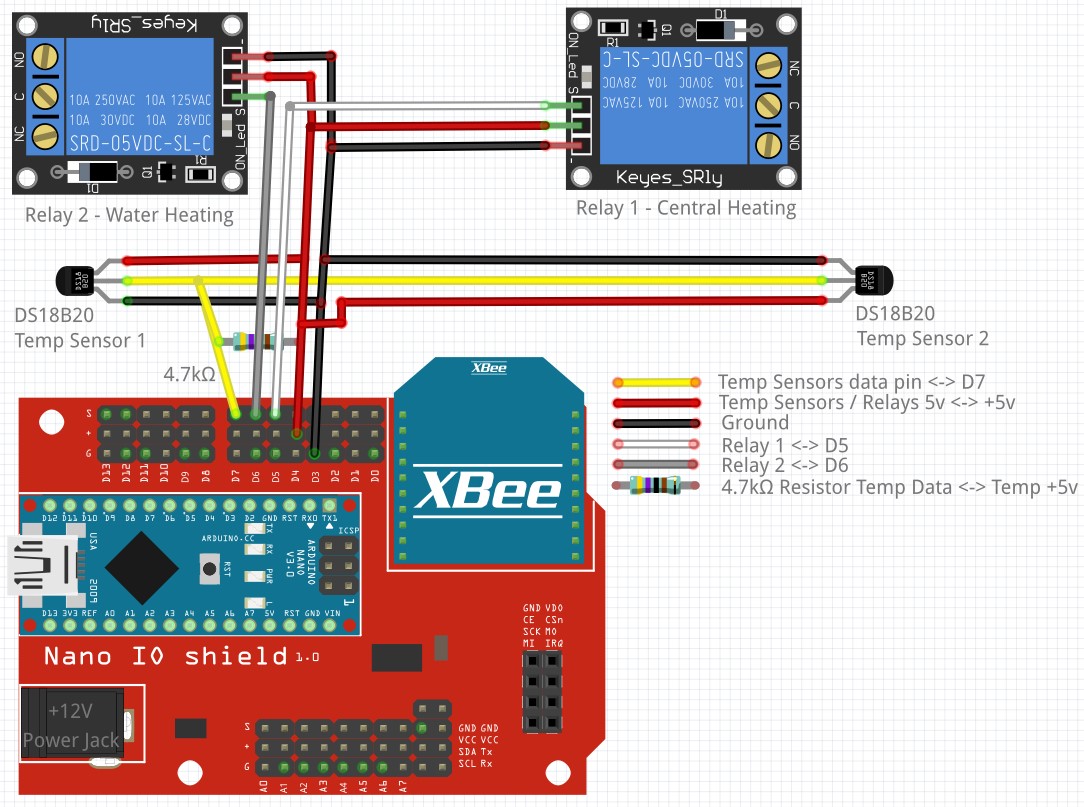 Keyes_SRly
NO
C
NC
10A 250VAC 10A 125VAC
10A 30VDC 10A 28VDC
SRD-05VDC-SL-C
-
S
ON_Led
D1
Q1
R1
Relay 2 - Water Heating
ON_Led
S
-
R1
Q1
D1
SRD-05VDC-SL-C
10A 30VDC 10A 28VDC
10A 250VAC 10A 125VAC
NC
C
NO
Keyes_SRly
Relay 1 - Central Heating
DS18B20
Temp Sensor 1
DS18B20
Temp Sensor 2
4.7kΩ
XBee
XBee
Temp Sensors data pin <-> D7
Temp Sensors / Relays 5v <-> +5v
Ground
Relay 1 <-> D5
Relay 2 <-> D6
4.7kΩ Resistor Temp Data <-> Temp +5v
S
+
G
D13 D12 D11 D10 D9 D8 D7 D6 D5 D4 D3 D2 D1 D0
D12 D11 D10 D9 D8 D7 D6 D5 D4 D3 D2 GND RST RX0 TX1
USA
2009
ARDUINO.CC
RST
TX
RX
PWR
L
ARDUINO
NANO
V3.0
ICSP
1
D13 3V3 REF A0 A1 A2 A3 A4 A5 A6 A7 5V RST GND VIN
Nano IO shield 1.0
GND VDO
CE CSn
SCK MO
MI IRQ
+12V
Power Jack
S
+
G
GND GND
VCC VCC
SDA Tx
SCL Rx
A0 A1 A2 A3 A4 A5 A6 A7